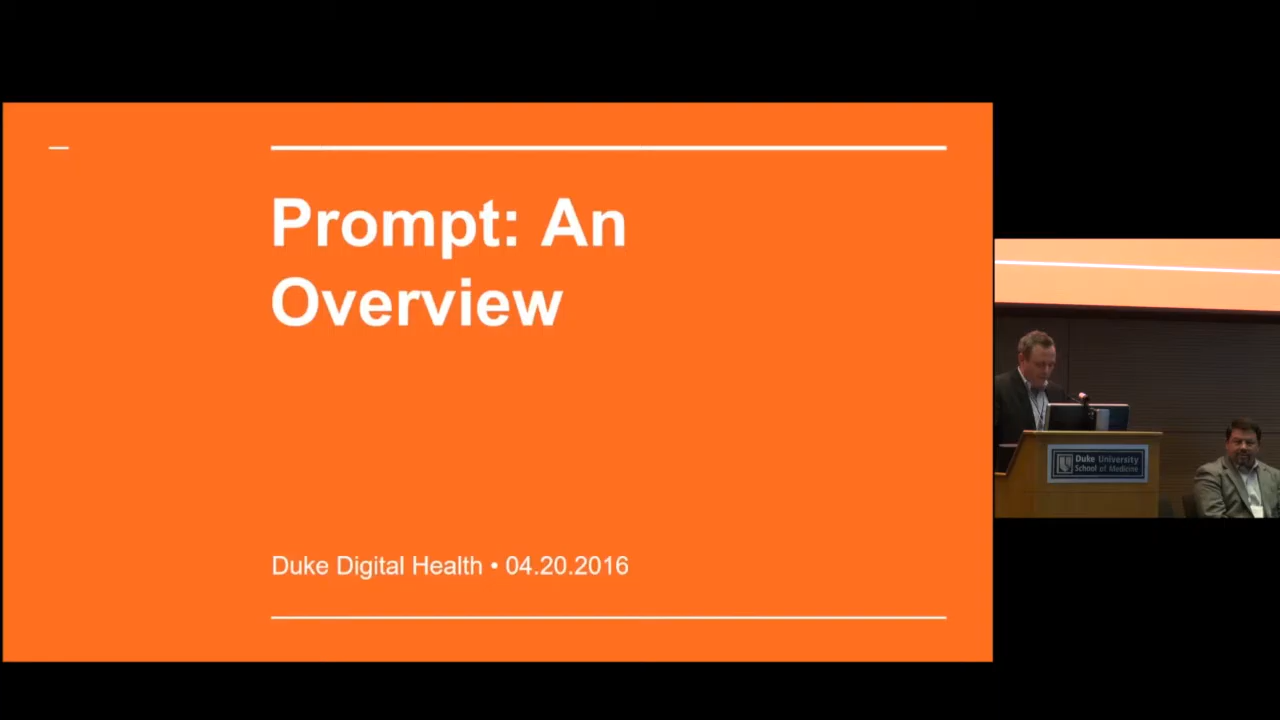 Prompt: An
Overview
Duke Digital Health • 04.20.2016
Duke University
School of Medicine